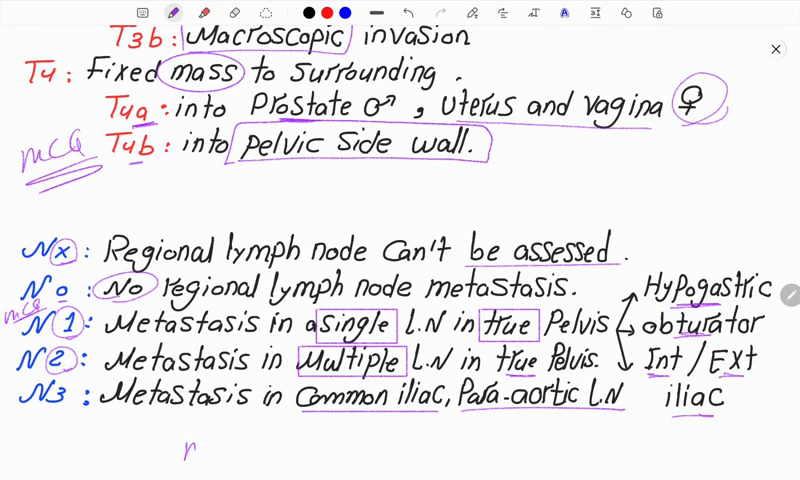 T3b: Macroscopic invasion
T4: Fixed mass to surrounding.
T4a: into Prostate ♂, Uterus and vagina ♀
MCQ T4b: into pelvic side wall.
Nx: Regional lymph node can't be assessed.
No: No regional lymph node metastasis. Hypogastric
MCQ N1: Metastasis in a single L.N in true Pelvis obturator
N2: Metastasis in Multiple L.N in true Pelvis. Int/Ext
N3: Metastasis in Common iliac, Para-aortic L.N iliac
r